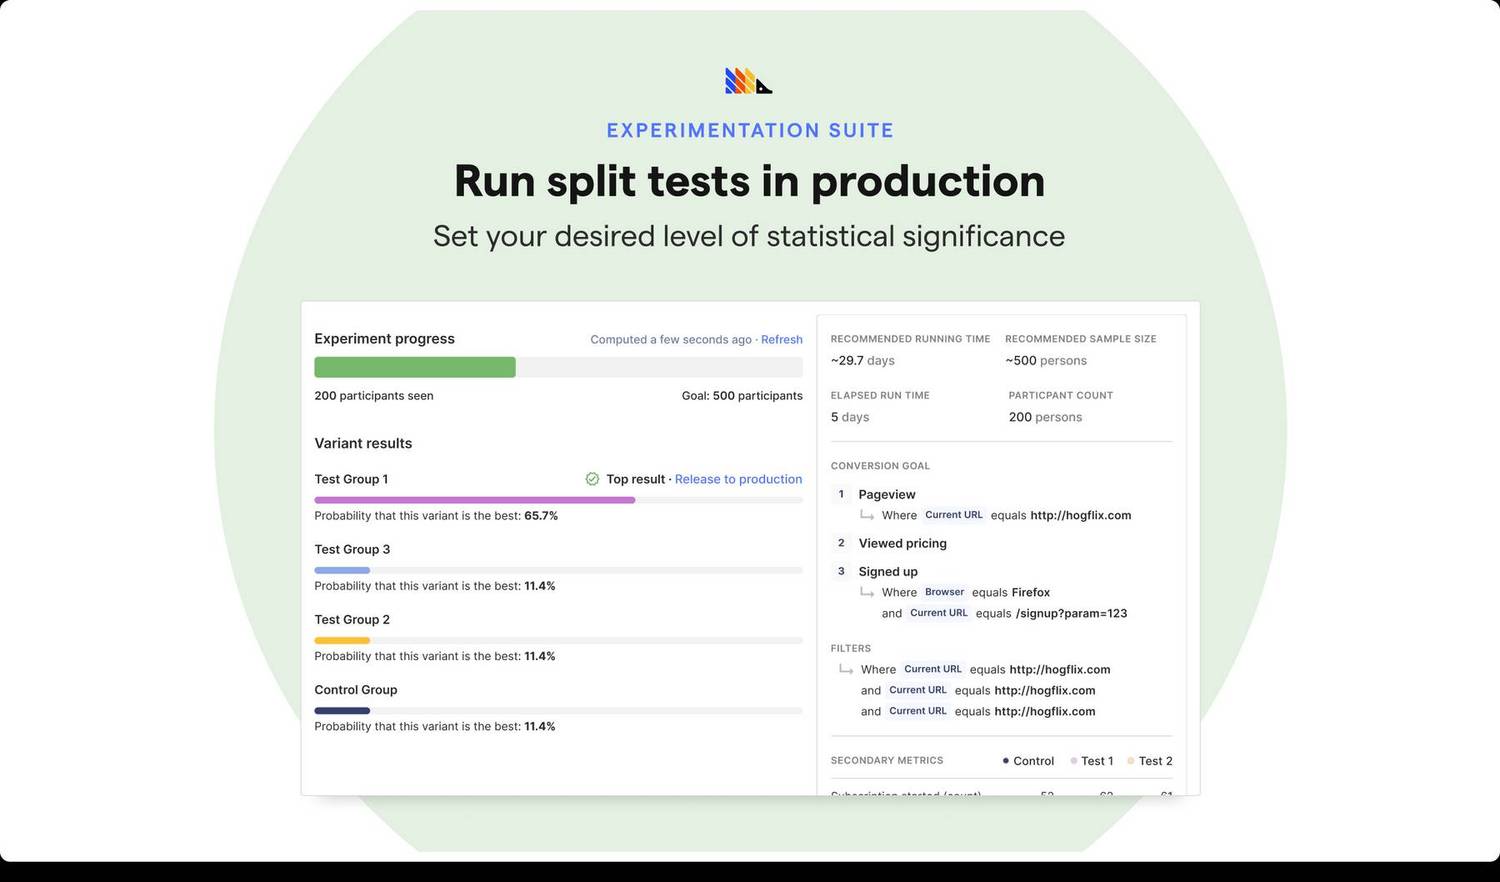 EXPERIMENTATION SUITE
Run split tests in production
Set your desired level of statistical significance
Experiment progress
Computed a few seconds ago · Refresh
200 participants seen
Goal: 500 participants
Variant results
Test Group 1
Top result · Release to production
Probability that this variant is the best: 65.7%
Test Group 3
Probability that this variant is the best: 11.4%
Test Group 2
Probability that this variant is the best: 11.4%
Control Group
Probability that this variant is the best: 11.4%
RECOMMENDED RUNNING TIME
~29.7 days
RECOMMENDED SAMPLE SIZE
~500 persons
ELAPSED RUN TIME
5 days
PARTICPANT COUNT
200 persons
CONVERSION GOAL
1 Pageview
Where Current URL equals http://hogflix.com
2 Viewed pricing
3 Signed up
Where Browser equals Firefox
and Current URL equals /signup?param=123
FILTERS
Where Current URL equals http://hogflix.com
and Current URL equals http://hogflix.com
and Current URL equals http://hogflix.com
SECONDARY METRICS
Control Test 1 Test 2
Subscription started (count)